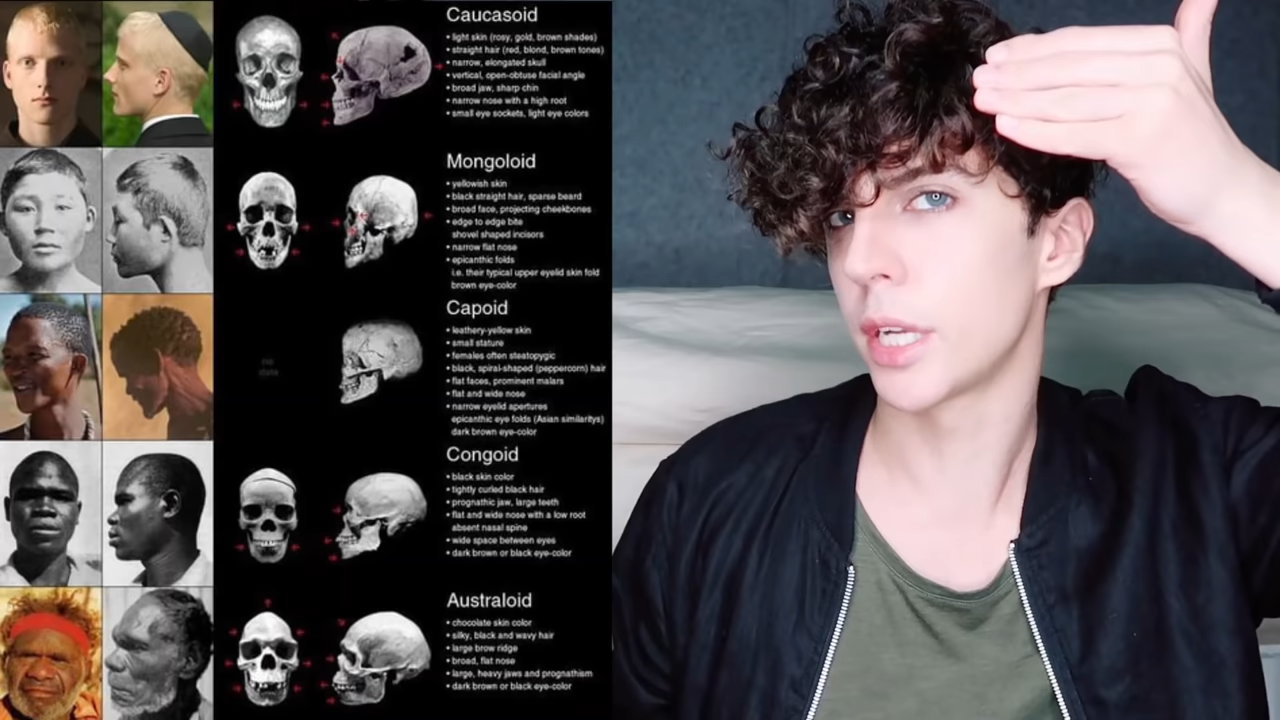 Caucasoid
• light skin (rosy, gold, brown shades)
• straight hair (red, blond, brown tones)
• narrow, elongated skull
• vertical, open-obtuse facial angle
• broad jaw, sharp chin
• narrow nose with a high root
• small eye sockets, light eye colors
Mongoloid
• yellowish skin
• black straight hair, sparse beard
• broad face, projecting cheekbones
• edge to edge bite
shovel shaped incisors
• narrow flat nose
• epicanthic folds
i.e. their typical upper eyelid skin fold
brown eye-color
Capoid
• leathery-yellow skin
• small stature
• females often steatopygic
• black, spiral-shaped (peppercorn) hair
• flat faces, prominent malars
• flat and wide nose
• narrow eyelid apertures
epicanthic eye folds (Asian similaritys)
dark brown eye-color
no
data
Congoid
• black skin color
• tightly curled black hair
• prognathic jaw, large teeth
• flat and wide nose with a low root
absent nasal spine
• wide space between eyes
• dark brown or black eye-color
Australoid
• chocolate skin color
• silky, black and wavy hair
• large brow ridge
• broad, flat nose
• large, heavy jaws and prognathism
• dark brown or black eye-color